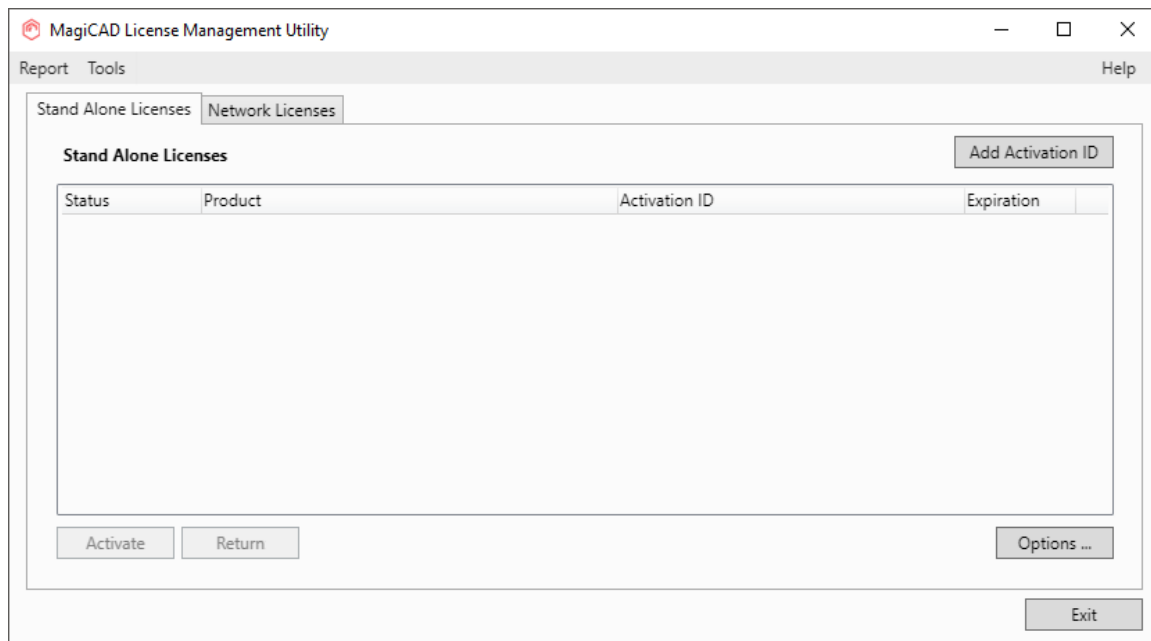 MagiCAD License Management Utility
Report Tools Help
Stand Alone Licenses Network Licenses
Stand Alone Licenses Add Activation ID
Status Product Activation ID Expiration
Activate Return Options ...
Exit